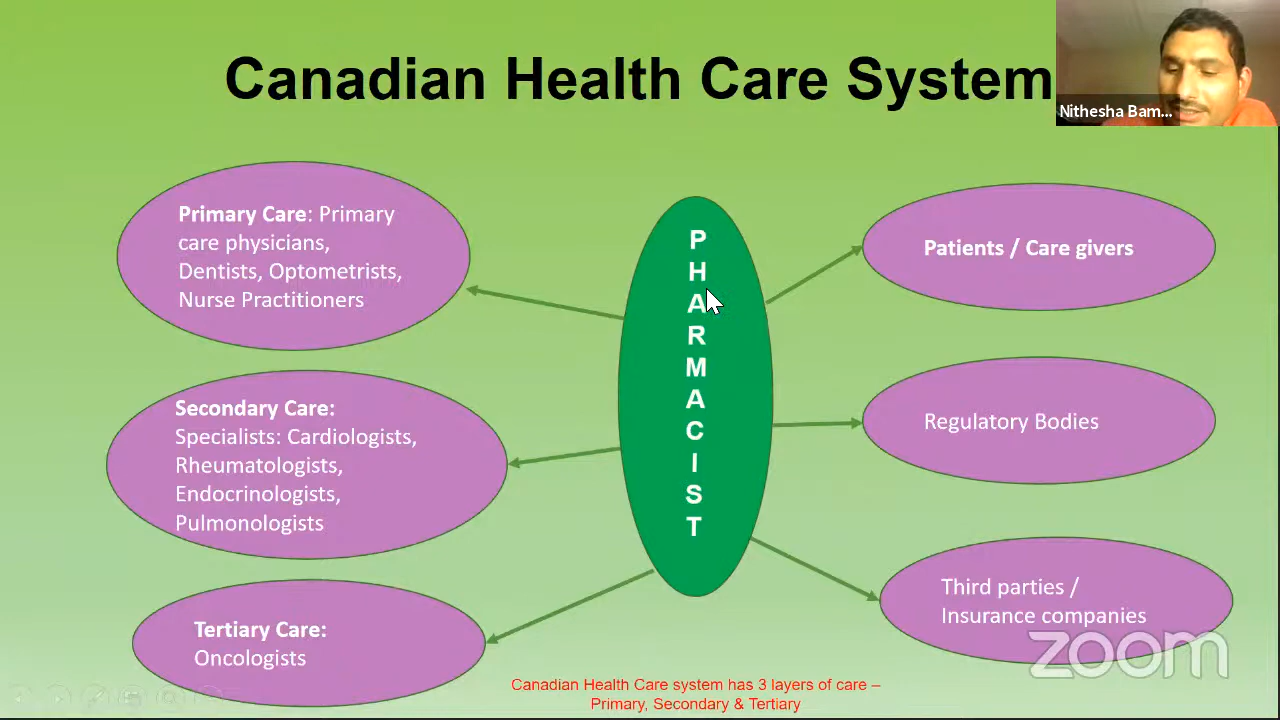 Canadian Health Care System
Nithesha Bam...
Primary Care: Primary
care physicians,
Dentists, Optometrists,
Nurse Practitioners
Secondary Care:
Specialists: Cardiologists,
Rheumatologists,
Endocrinologists,
Pulmonologists
Tertiary Care:
Oncologists
PHARMACIST
Patients / Care givers
Regulatory Bodies
Third parties /
Insurance companies
zoom
Canadian Health Care system has 3 layers of care –
Primary, Secondary & Tertiary